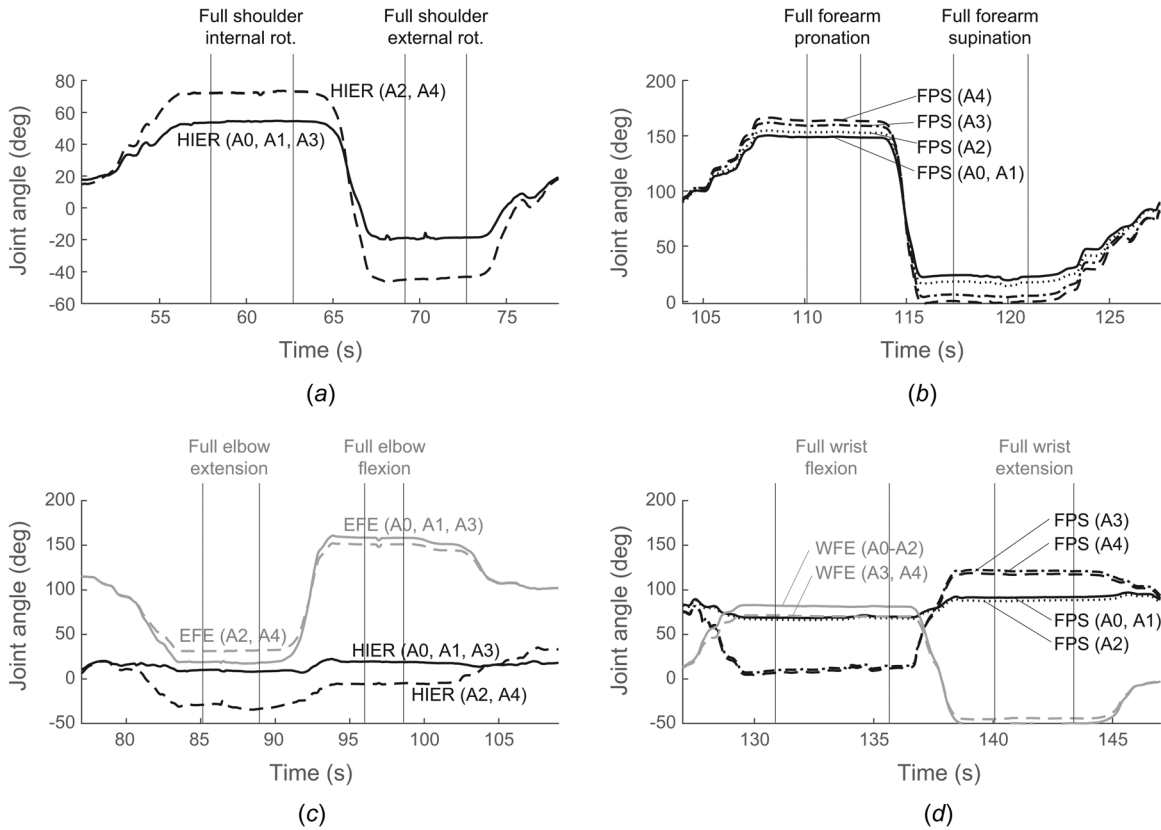 Full shoulder
internal rot.
Full shoulder
external rot.
80
60
40
20
0
-20
-40
-60
Joint angle (deg)
HIER (A2, A4)
HIER (A0, A1, A3)
55
60
65
70
75
Time (s)
(a)
Full forearm
pronation
Full forearm
supination
200
150
100
50
0
Joint angle (deg)
FPS (A4)
FPS (A3)
FPS (A2)
FPS (A0, A1)
105
110
115
120
125
Time (s)
(b)
Full elbow
extension
Full elbow
flexion
200
150
100
50
0
-50
Joint angle (deg)
EFE (A0, A1, A3)
EFE (A2, A4)
HIER (A0, A1, A3)
HIER (A2, A4)
80
85
90
95
100
105
Time (s)
(c)
Full wrist
flexion
Full wrist
extension
200
150
100
50
0
-50
Joint angle (deg)
WFE (A0-A2)
WFE (A3, A4)
FPS (A3)
FPS (A4)
FPS (A0, A1)
FPS (A2)
130
135
140
145
Time (s)
(d)